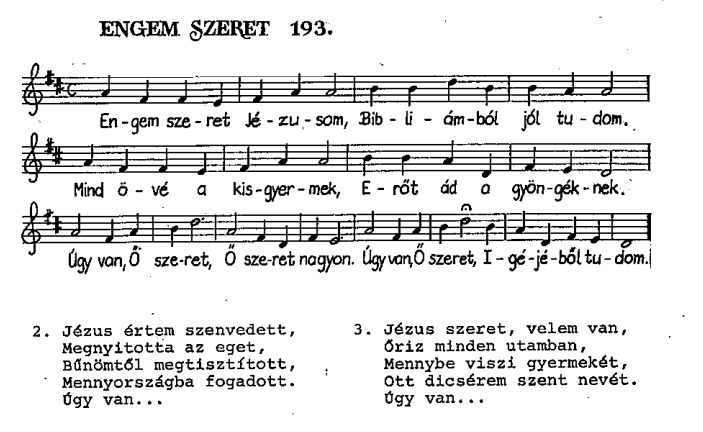 ENGEM SZERET 193.
En-gem sze-ret Jé-zu-som, Bib-li-ám-ból jól tu-dom.
Mind ö-vé a kis-gyer-mek, E-rőt ád a gyön-gék-nek.
Úgy van, Ő sze-ret, Ő sze-ret nagyon. Úgy van, Ő szeret, I-gé-jé-ből tu-dom.
2. Jézus értem szenvedett,
Megnyitotta az eget,
Bűnömtől megtisztított,
Mennyországba fogadott.
Úgy van...
3. Jézus szeret, velem van,
Őriz minden utamban,
Mennybe viszi gyermekét,
Ott dicsérem szent nevét.
Úgy van...